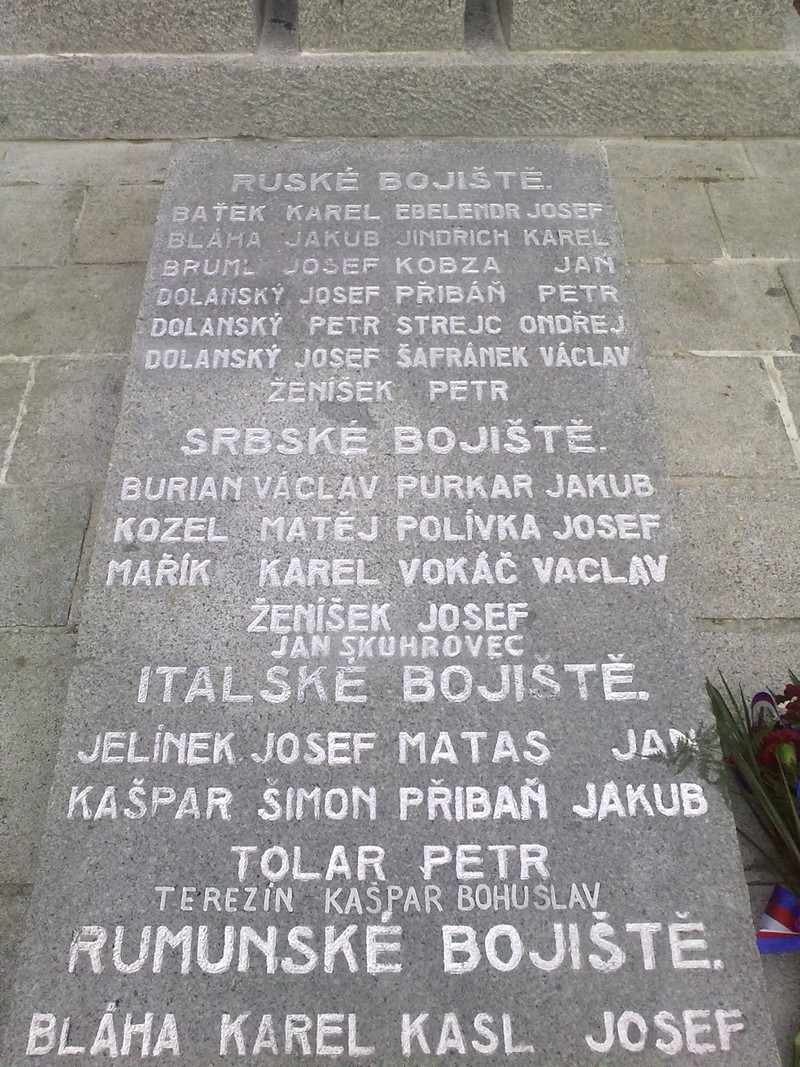 RUSKÉ BOJIŠTĚ.
BAŤEK KAREL EBELENDR JOSEF
BLÁHA JAKUB JINDŘICH KAREL
BRUML JOSEF KOBZA JAN
DOLANSKÝ JOSEF PŘIBÁŇ PETR
DOLANSKÝ PETR STREJC ONDŘEJ
DOLANSKÝ JOSEF ŠAFRÁNEK VÁCLAV
ŽENÍŠEK PETR
SRBSKÉ BOJIŠTĚ.
BURIAN VÁCLAV PURKAR JAKUB
KOZEL MATĚJ POLÍVKA JOSEF
MAŘÍK KAREL VOKÁČ VACLAV
ŽENÍŠEK JOSEF
JAN SKUHROVEC
ITALSKÉ BOJIŠTĚ.
JELÍNEK JOSEF MATAS JAN
KAŠPAR ŠIMON PŘIBAŇ JAKUB
TOLAR PETR
TEREZÍN KAŠPAR BOHUSLAV
RUMUNSKÉ BOJIŠTĚ.
BLÁHA KAREL KASL JOSEF